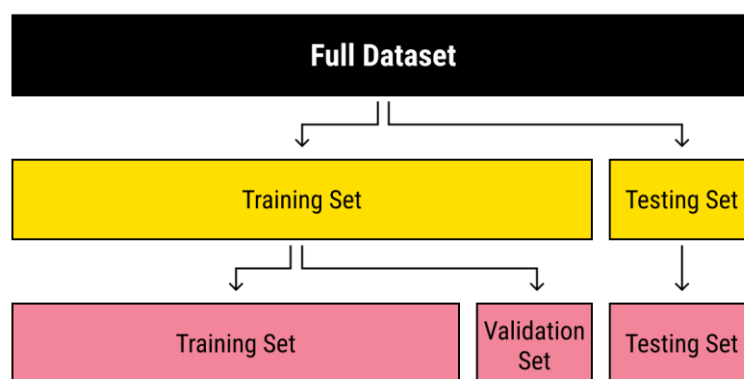 Full Dataset
Training Set
Testing Set
Training Set
Validation
Set
Testing Set